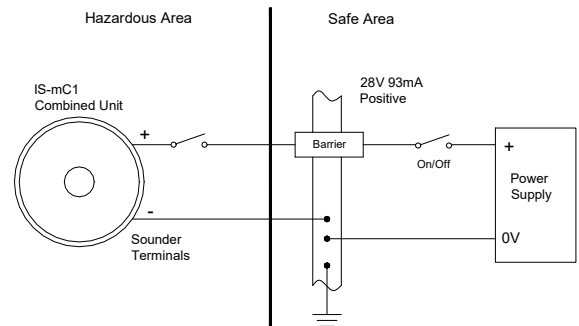 Hazardous Area
Safe Area
IS-mC1
Combined Unit
28V 93mA
Positive
+
Barrier
On/Off
+
Power
Supply
-
Sounder
Terminals
0V